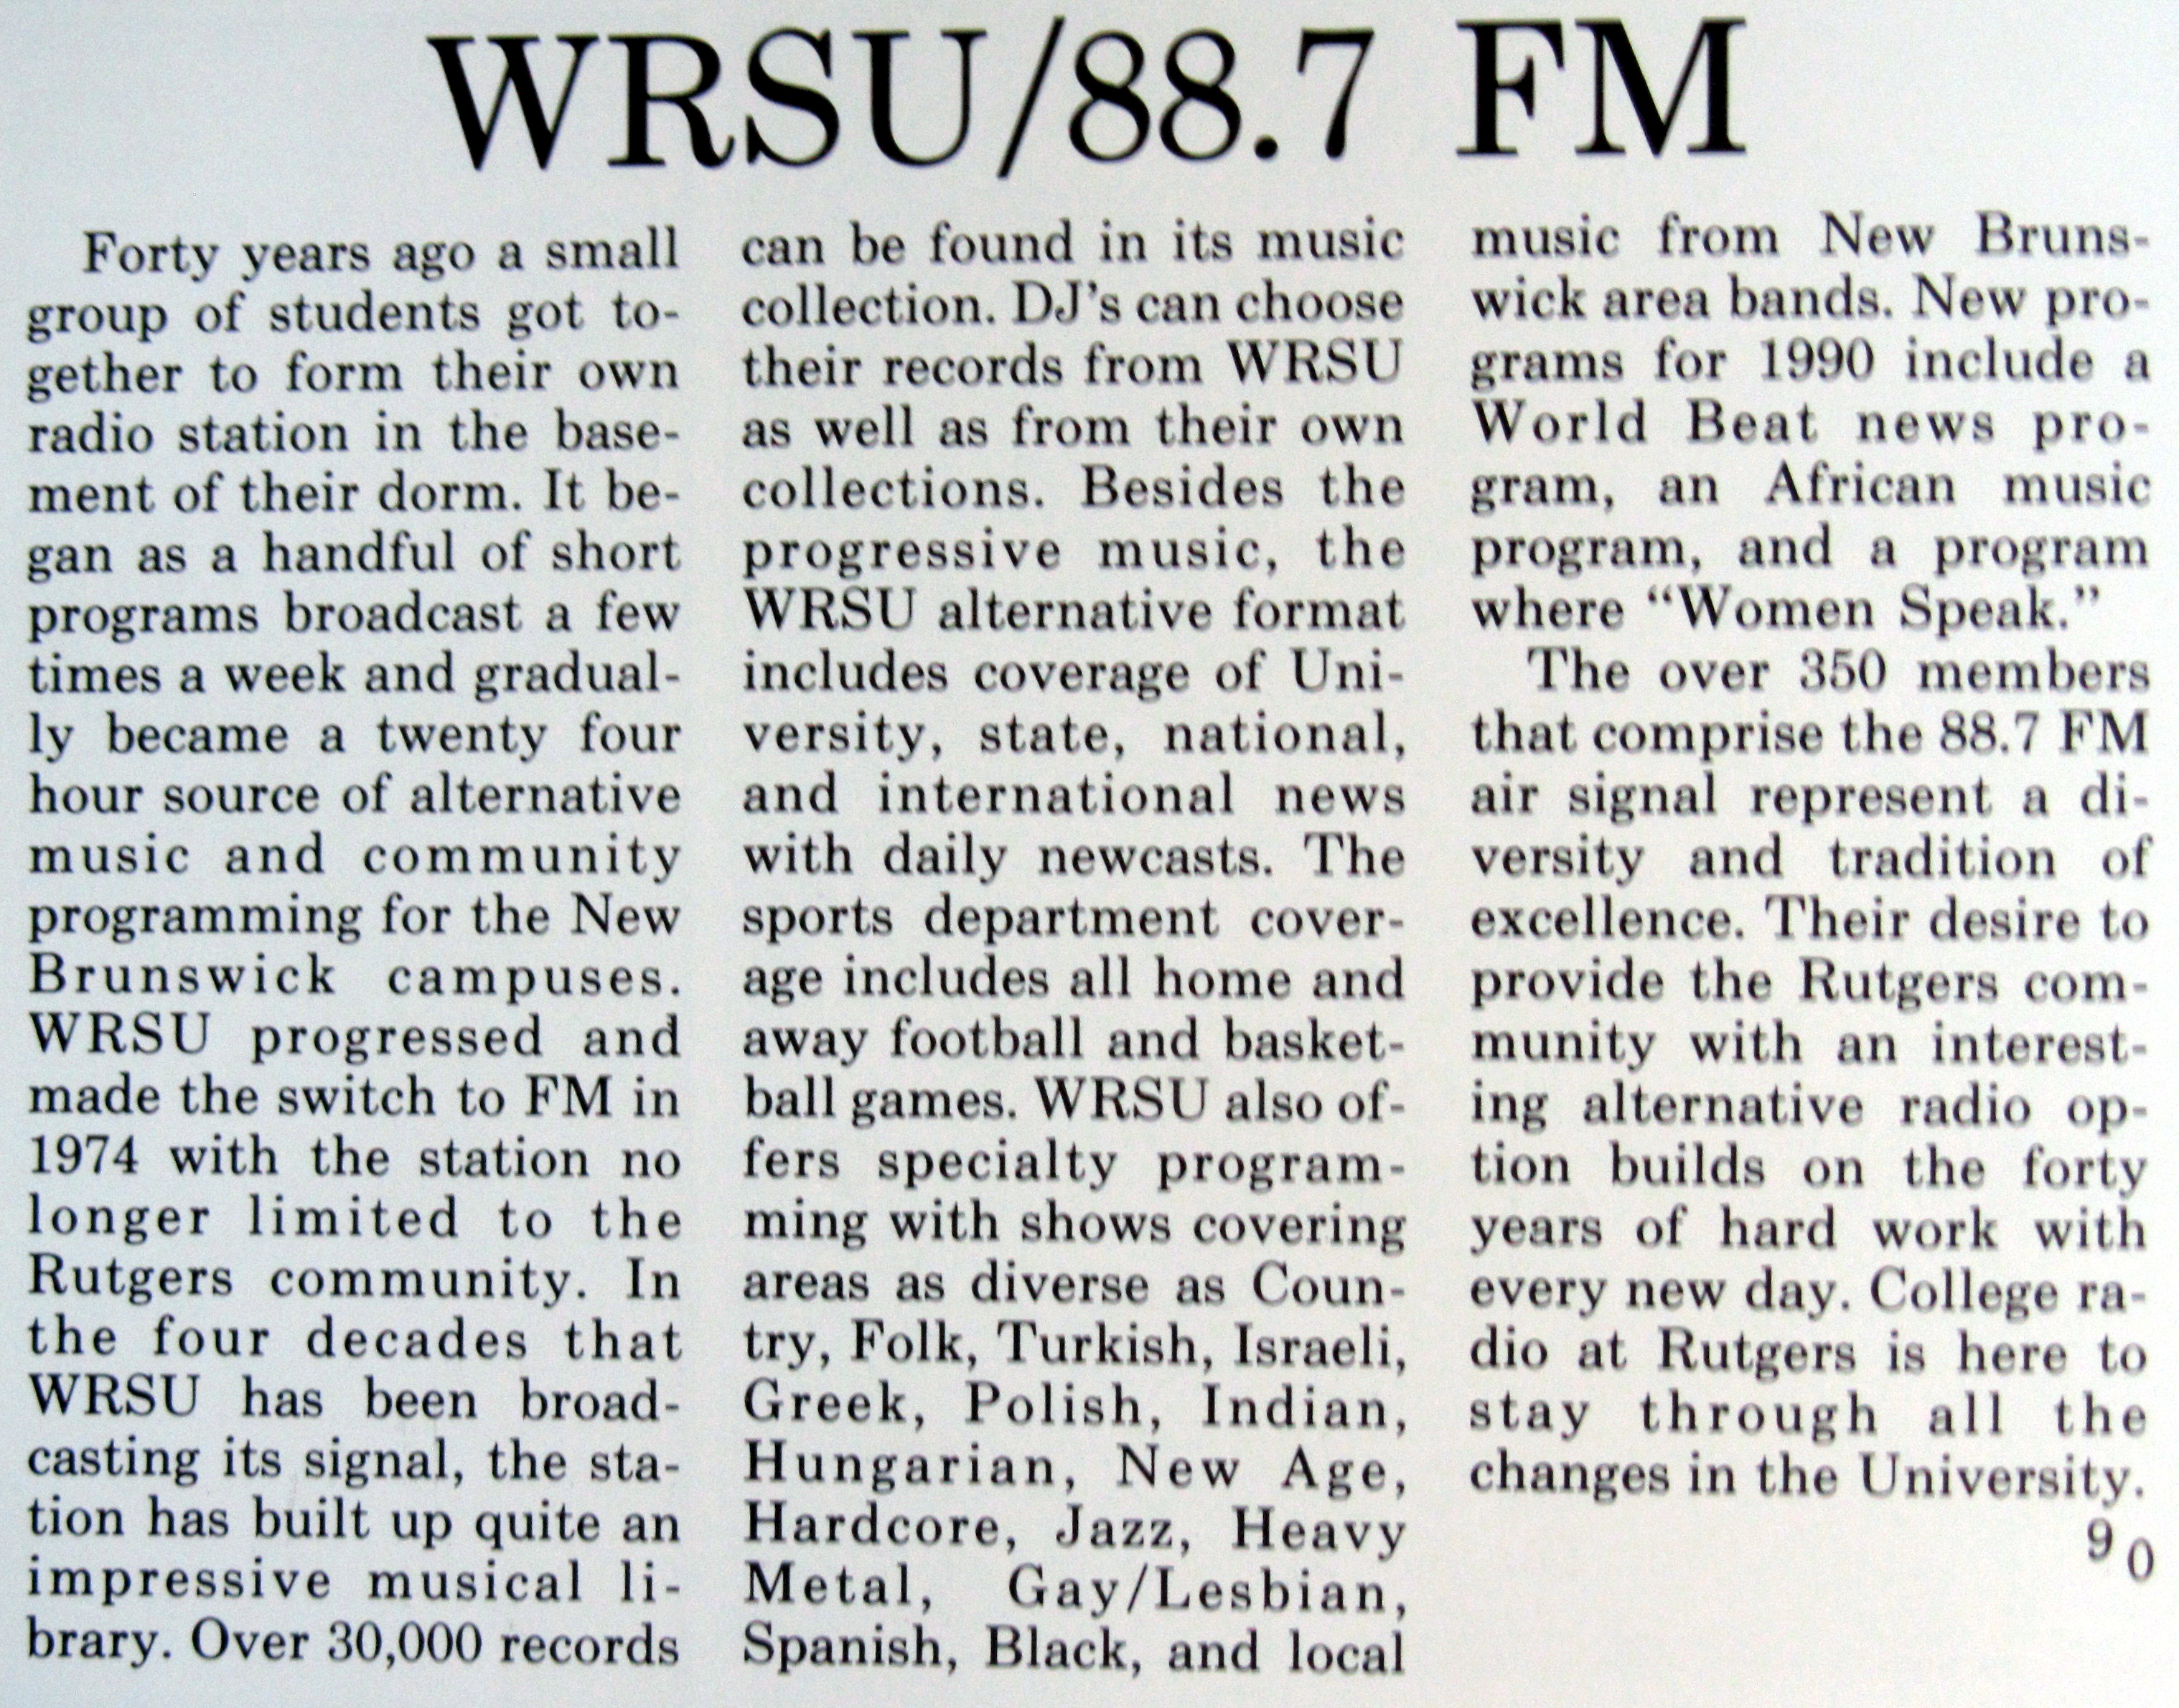 WRSU/88.7 FM
Forty years ago a small
group of students got to-
gether to form their own
radio station in the base-
ment of their dorm. It be-
gan as a handful of short
programs broadcast a few
times a week and gradual-
ly became a twenty four
hour source of alternative
music and community
programming for the New
Brunswick campuses.
WRSU progressed and
made the switch to FM in
1974 with the station no
longer limited to the
Rutgers community. In
the four decades that
WRSU has been broad-
casting its signal, the sta-
tion has built up quite an
impressive musical li-
brary. Over 30,000 records
can be found in its music
collection. DJ's can choose
their records from WRSU
as well as from their own
collections. Besides the
progressive music, the
WRSU alternative format
includes coverage of Uni-
versity, state, national,
and international news
with daily newcasts. The
sports department cover-
age includes all home and
away football and basket-
ball games. WRSU also of-
fers specialty program-
ming with shows covering
areas as diverse as Coun-
try, Folk, Turkish, Israeli,
Greek, Polish, Indian,
Hungarian, New Age,
Hardcore, Jazz, Heavy
Metal, Gay/Lesbian,
Spanish, Black, and local
music from New Bruns-
wick area bands. New pro-
grams for 1990 include a
World Beat news pro-
gram, an African music
program, and a program
where “Women Speak.”
The over 350 members
that comprise the 88.7 FM
air signal represent a di-
versity and tradition of
excellence. Their desire to
provide the Rutgers com-
munity with an interest-
ing alternative radio op-
tion builds on the forty
years of hard work with
every new day. College ra-
dio at Rutgers is here to
stay through all the
changes in the University.
90